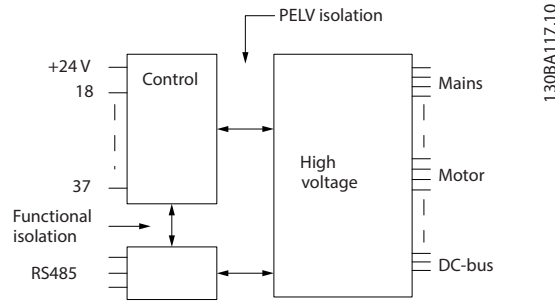 PELV isolation
130BA117.10
+24 V
Control
Mains
18
High
voltage
Motor
37
Functional
isolation
RS485
DC-bus